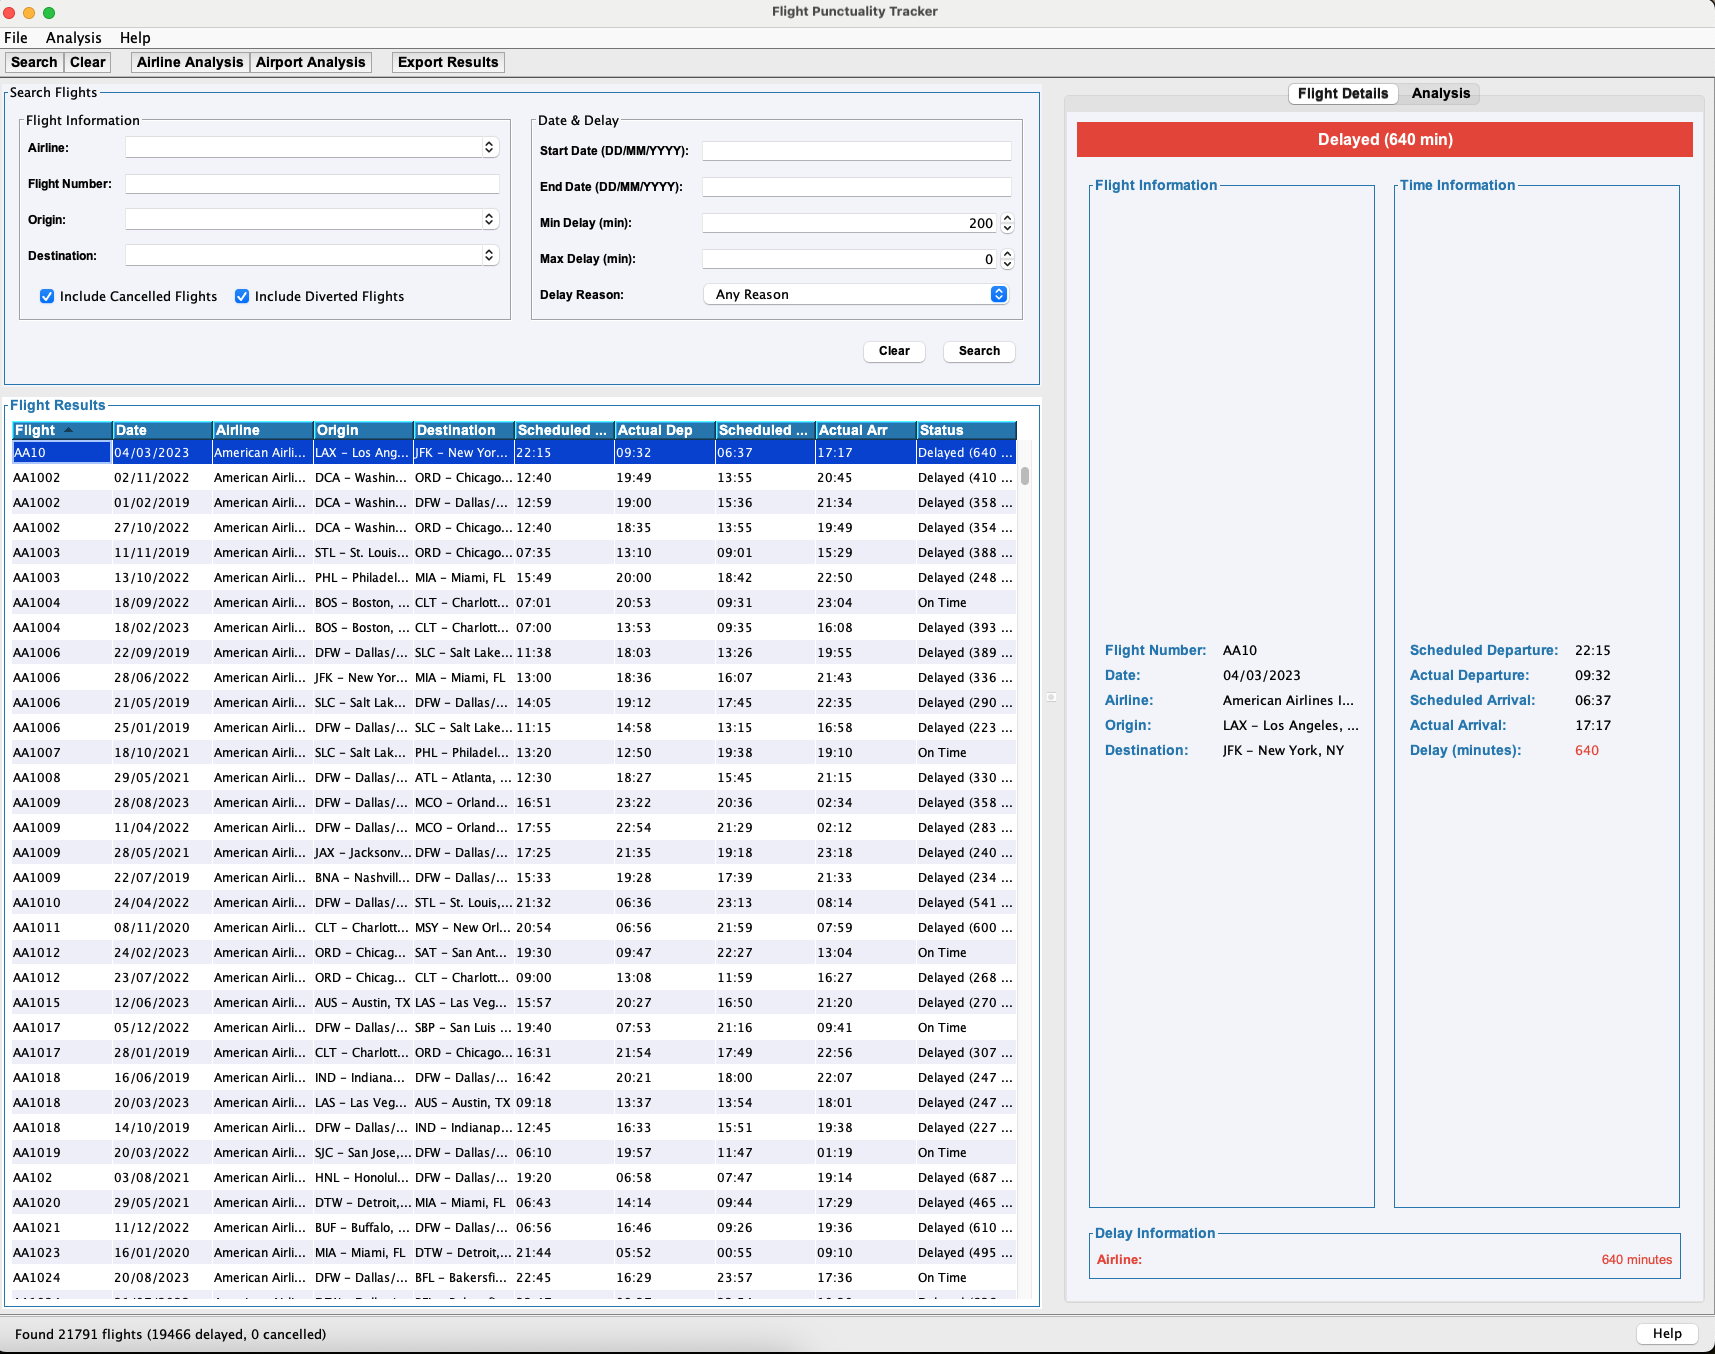 Flight Punctuality Tracker
File Analysis Help
Search Clear Airline Analysis Airport Analysis Export Results
Search Flights
Flight Information
Airline:
Flight Number:
Origin:
Destination:
Include Cancelled Flights Include Diverted Flights
Date & Delay
Start Date (DD/MM/YYYY):
End Date (DD/MM/YYYY):
Min Delay (min): 200
Max Delay (min): 0
Delay Reason: Any Reason
Clear Search
Flight Results
Flight Date Airline Origin Destination Scheduled ... Actual Dep Scheduled ... Actual Arr Status
AA10 04/03/2023 American Airli... LAX – Los Ang... JFK – New Yor... 22:15 09:32 06:37 17:17 Delayed (640 ...
AA1002 02/11/2022 American Airli... DCA – Washin... ORD – Chicago... 12:40 19:49 13:55 20:45 Delayed (410 ...
AA1002 01/02/2019 American Airli... DCA – Washin... DFW – Dallas/... 12:59 19:00 15:36 21:34 Delayed (358 ...
AA1002 27/10/2022 American Airli... DCA – Washin... ORD – Chicago... 12:40 18:35 13:55 19:49 Delayed (354 ...
AA1003 11/11/2019 American Airli... STL – St. Louis... ORD – Chicago... 07:35 13:10 09:01 15:29 Delayed (388 ...
AA1003 13/10/2022 American Airli... PHL – Philadel... MIA – Miami, FL 15:49 20:00 18:42 22:50 Delayed (248 ...
AA1004 18/09/2022 American Airli... BOS – Boston, ... CLT – Charlott... 07:01 20:53 09:31 23:04 On Time
AA1004 18/02/2023 American Airli... BOS – Boston, ... CLT – Charlott... 07:00 13:53 09:35 16:08 Delayed (393 ...
AA1006 22/09/2019 American Airli... DFW – Dallas/... SLC – Salt Lake... 11:38 18:03 13:26 19:55 Delayed (389 ...
AA1006 28/06/2022 American Airli... JFK – New Yor... MIA – Miami, FL 13:00 18:36 16:07 21:43 Delayed (336 ...
AA1006 21/05/2019 American Airli... SLC – Salt Lak... DFW – Dallas/... 14:05 19:12 17:45 22:35 Delayed (290 ...
AA1006 25/01/2019 American Airli... DFW – Dallas/... SLC – Salt Lake... 11:15 14:58 13:15 16:58 Delayed (223 ...
AA1007 18/10/2021 American Airli... SLC – Salt Lak... PHL – Philadel... 13:20 12:50 19:38 19:10 On Time
AA1008 29/05/2021 American Airli... DFW – Dallas/... ATL – Atlanta, ... 12:30 18:27 15:45 21:15 Delayed (330 ...
AA1009 28/08/2023 American Airli... DFW – Dallas/... MCO – Orland... 16:51 23:22 20:36 02:34 Delayed (358 ...
AA1009 11/04/2022 American Airli... DFW – Dallas/... MCO – Orland... 17:55 22:54 21:29 02:12 Delayed (283 ...
AA1009 28/05/2021 American Airli... JAX – Jacksonv... DFW – Dallas/... 17:25 21:35 19:18 23:18 Delayed (240 ...
AA1009 22/07/2019 American Airli... BNA – Nashvill... DFW – Dallas/... 15:33 19:28 17:39 21:33 Delayed (234 ...
AA1010 24/04/2022 American Airli... DFW – Dallas/... STL – St. Louis,... 21:32 06:36 23:13 08:14 Delayed (541 ...
AA1011 08/11/2020 American Airli... CLT – Charlott... MSY – New Orl... 20:54 06:56 21:59 07:59 Delayed (600 ...
AA1012 24/02/2023 American Airli... ORD – Chicag... SAT – San Ant... 19:30 09:47 22:27 13:04 On Time
AA1012 23/07/2022 American Airli... ORD – Chicag... CLT – Charlott... 09:00 13:08 11:59 16:27 Delayed (268 ...
AA1015 12/06/2023 American Airli... AUS – Austin, TX LAS – Las Veg... 15:57 20:27 16:50 21:20 Delayed (270 ...
AA1017 05/12/2022 American Airli... DFW – Dallas/... SBP – San Luis ... 19:40 07:53 21:16 09:41 On Time
AA1017 28/01/2019 American Airli... CLT – Charlott... ORD – Chicago... 16:31 21:54 17:49 22:56 Delayed (307 ...
AA1018 16/06/2019 American Airli... IND – Indiana... DFW – Dallas/... 16:42 20:21 18:00 22:07 Delayed (247 ...
AA1018 20/03/2023 American Airli... LAS – Las Veg... AUS – Austin, TX 09:18 13:37 13:54 18:01 Delayed (247 ...
AA1018 14/10/2019 American Airli... DFW – Dallas/... IND – Indianap... 12:45 16:33 15:51 19:38 Delayed (227 ...
AA1019 20/03/2022 American Airli... SJC – San Jose,... DFW – Dallas/... 06:10 19:57 11:47 01:19 On Time
AA102 03/08/2021 American Airli... HNL – Honolul... DFW – Dallas/... 19:20 06:58 07:47 19:14 Delayed (687 ...
AA1020 29/05/2021 American Airli... DTW – Detroit,... MIA – Miami, FL 06:43 14:14 09:44 17:29 Delayed (465 ...
AA1021 11/12/2022 American Airli... BUF – Buffalo, ... DFW – Dallas/... 06:56 16:46 09:26 19:36 Delayed (610 ...
AA1023 16/01/2020 American Airli... MIA – Miami, FL DTW – Detroit,... 21:44 05:52 00:55 09:10 Delayed (495 ...
AA1024 20/08/2023 American Airli... DFW – Dallas/... BFL – Bakersfi... 22:45 16:29 23:57 17:36 On Time
Found 21791 flights (19466 delayed, 0 cancelled)
Flight Details Analysis
Delayed (640 min)
Flight Information
Flight Number: AA10
Date: 04/03/2023
Airline: American Airlines I...
Origin: LAX – Los Angeles, ...
Destination: JFK – New York, NY
Time Information
Scheduled Departure: 22:15
Actual Departure: 09:32
Scheduled Arrival: 06:37
Actual Arrival: 17:17
Delay (minutes): 640
Delay Information
Airline: 640 minutes
Help